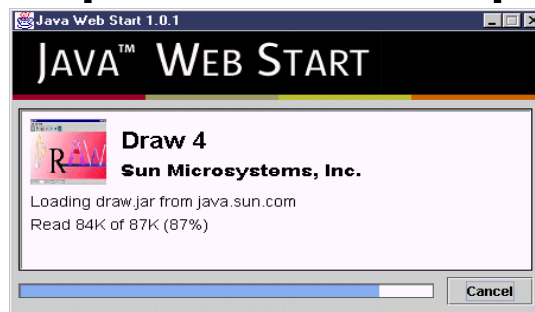 Java Web Start 1.0.1
JAVA™ WEB START
DRAW
Draw 4
Sun Microsystems, Inc.
Loading draw.jar from java.sun.com
Read 84K of 87K (87%)
Cancel